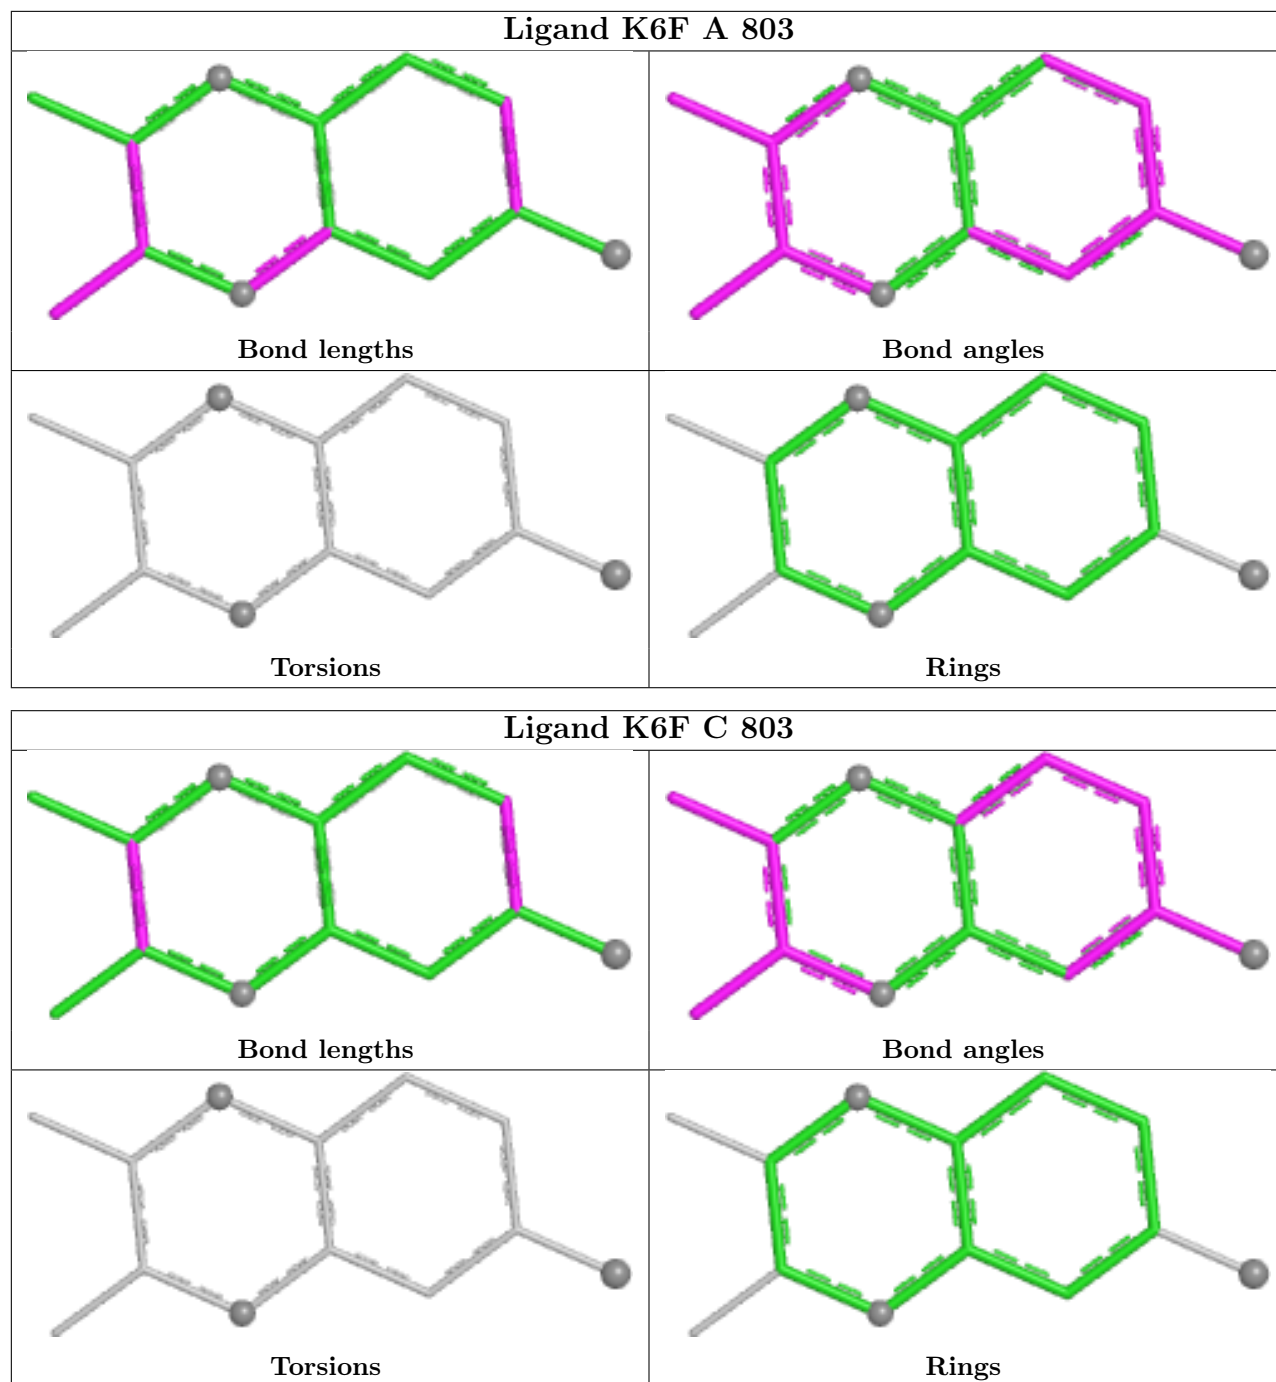 Ligand K6F A 803
Bond lengths
Bond angles
Torsions
Rings
Ligand K6F C 803
Bond lengths
Bond angles
Torsions
Rings